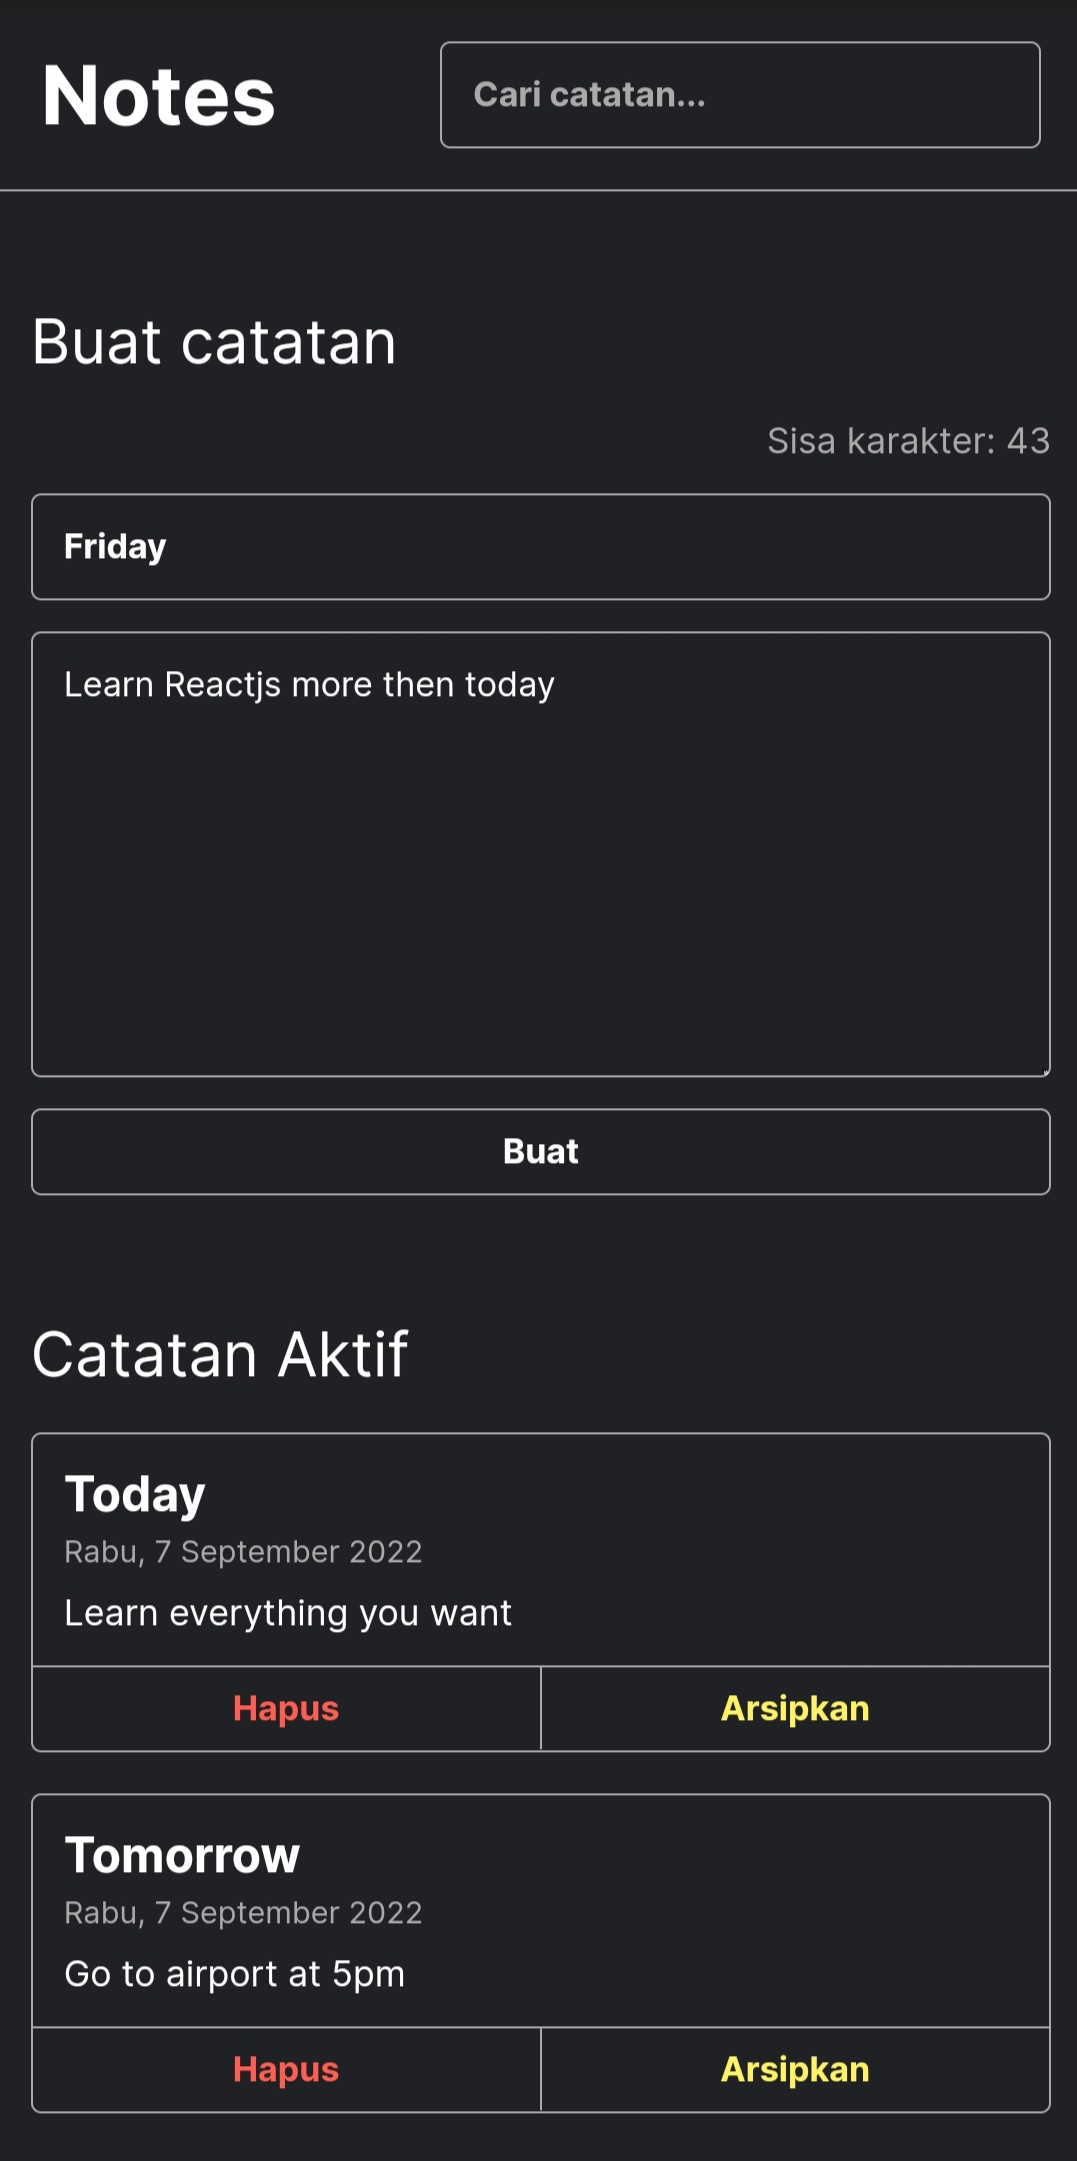 Notes
Cari catatan...
Buat catatan
Sisa karakter: 43
Friday
Learn Reactjs more then today
Buat
Catatan Aktif
Today
Rabu, 7 September 2022
Learn everything you want
Hapus
Arsipkan
Tomorrow
Rabu, 7 September 2022
Go to airport at 5pm
Hapus
Arsipkan